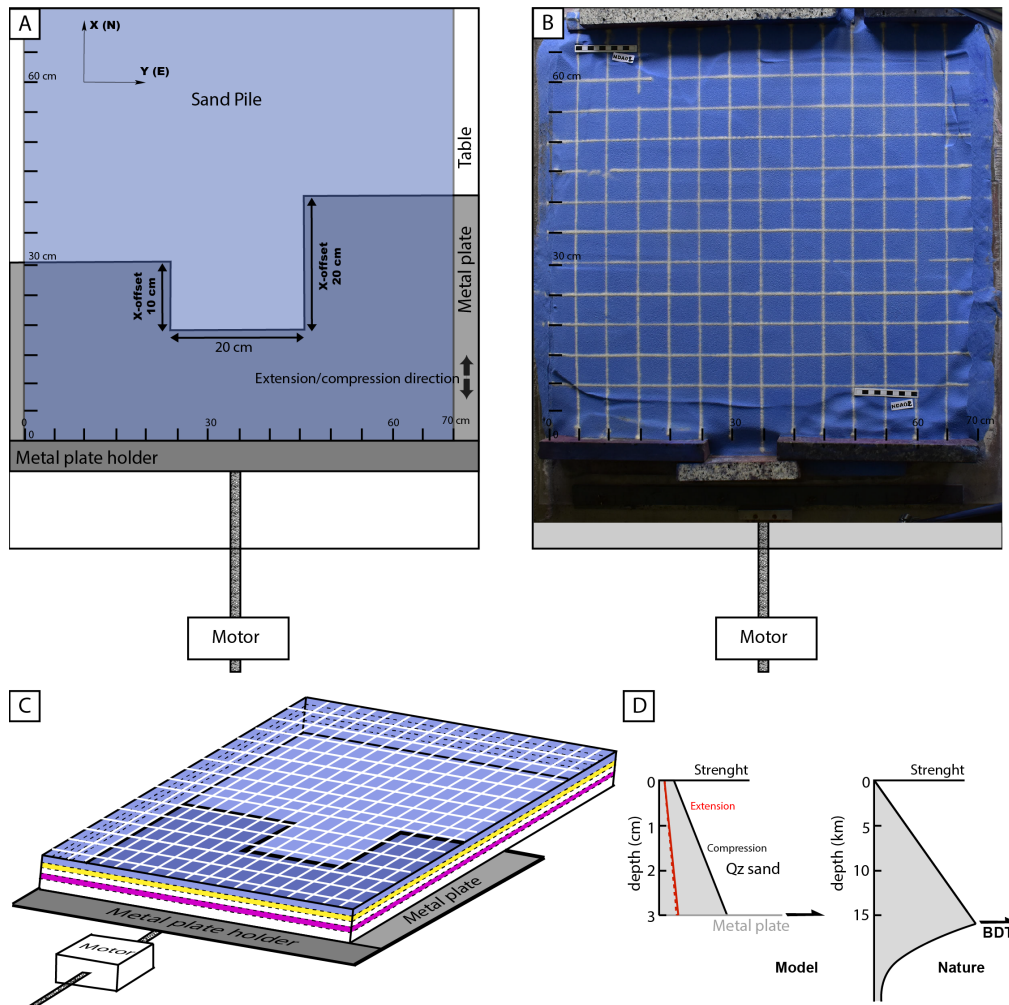 A
X (N)
Y (E)
60 cm
Sand Pile
Table
30 cm
X-offset
10 cm
X-offset
20 cm
Metal plate
20 cm
Extension/compression direction
0
0
30
60
70 cm
Metal plate holder
Motor
B
60 cm
30 cm
0
0
30
60
70 cm
Motor
C
Metal plate holder
Metal plate
Motor
D
Strenght
0
Extension
1
Compression
depth (cm)
Qz sand
2
3
Metal plate
Model
Strenght
0
5
depth (km)
10
15
BDT
Nature